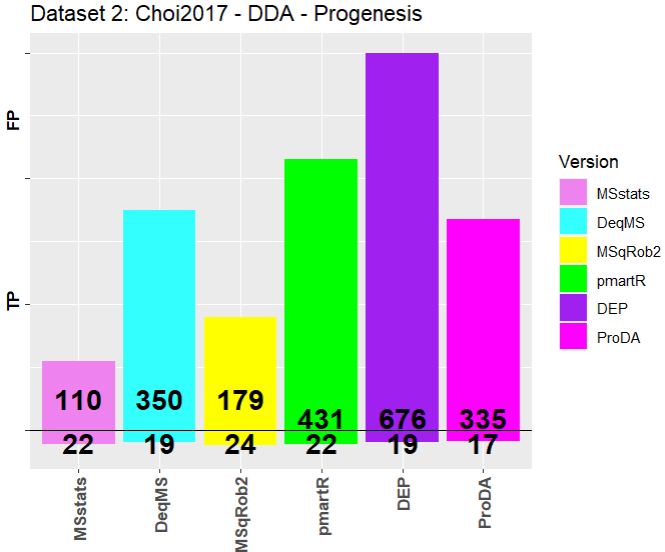 Dataset 2: Choi2017 - DDA - Progenesis
FP
TP
110
350
179
431
676
335
22
19
24
22
19
17
MSstats
DeqMS
MSqRob2
pmartR
DEP
ProDA
Version
MSstats
DeqMS
MSqRob2
pmartR
DEP
ProDA